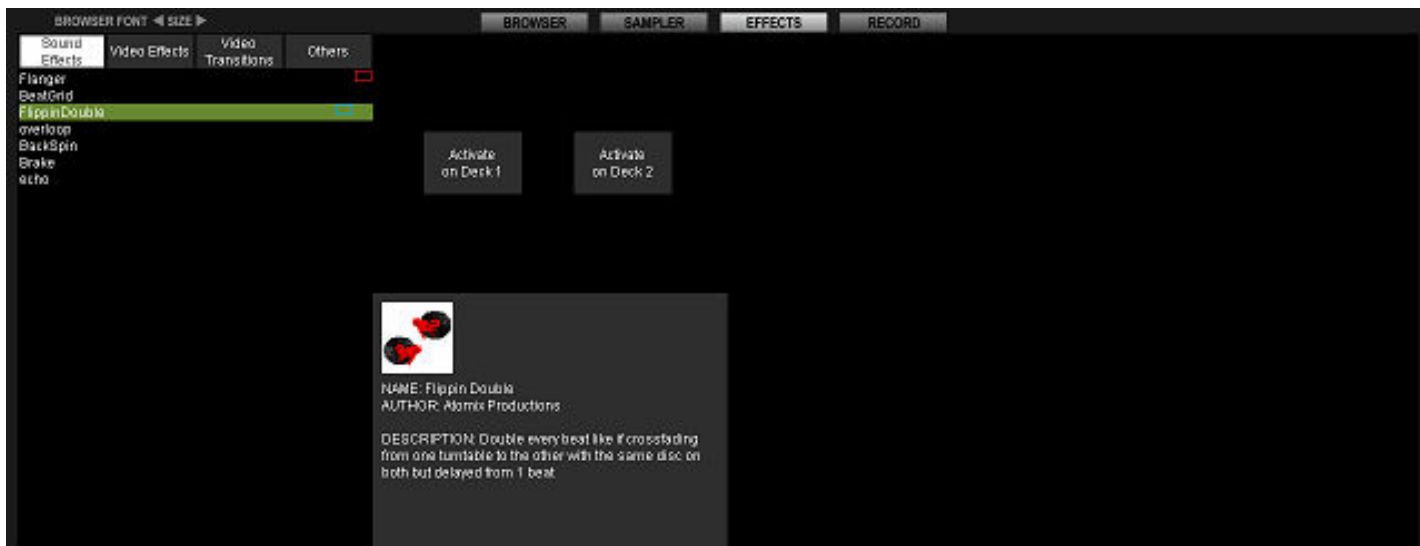 BROWSER FONT ◀ SIZE ▶
BROWSER
SAMPLER
EFFECTS
RECORD
Sound
Effects
Video Effects
Video
Transitions
Others
Flanger
BeatGrid
FlippinDouble
overloop
BackSpin
Brake
echo
Activate
on Deck 1
Activate
on Deck 2
NAME: Flippin Double
AUTHOR: Atomix Productions
DESCRIPTION: Double every beat like if crossfading
from one turntable to the other with the same disc on
both but delayed from 1 beat